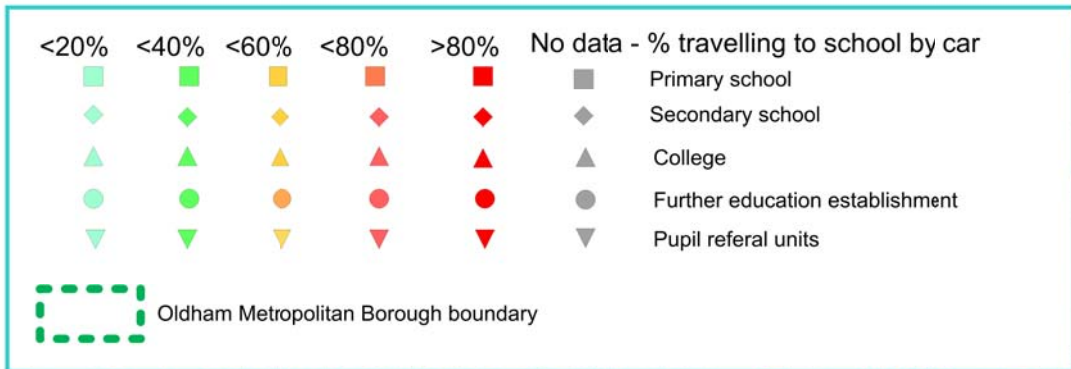 <20% <40% <60% <80% >80% No data - % travelling to school by car
Primary school
Secondary school
College
Further education establishment
Pupil referal units
Oldham Metropolitan Borough boundary